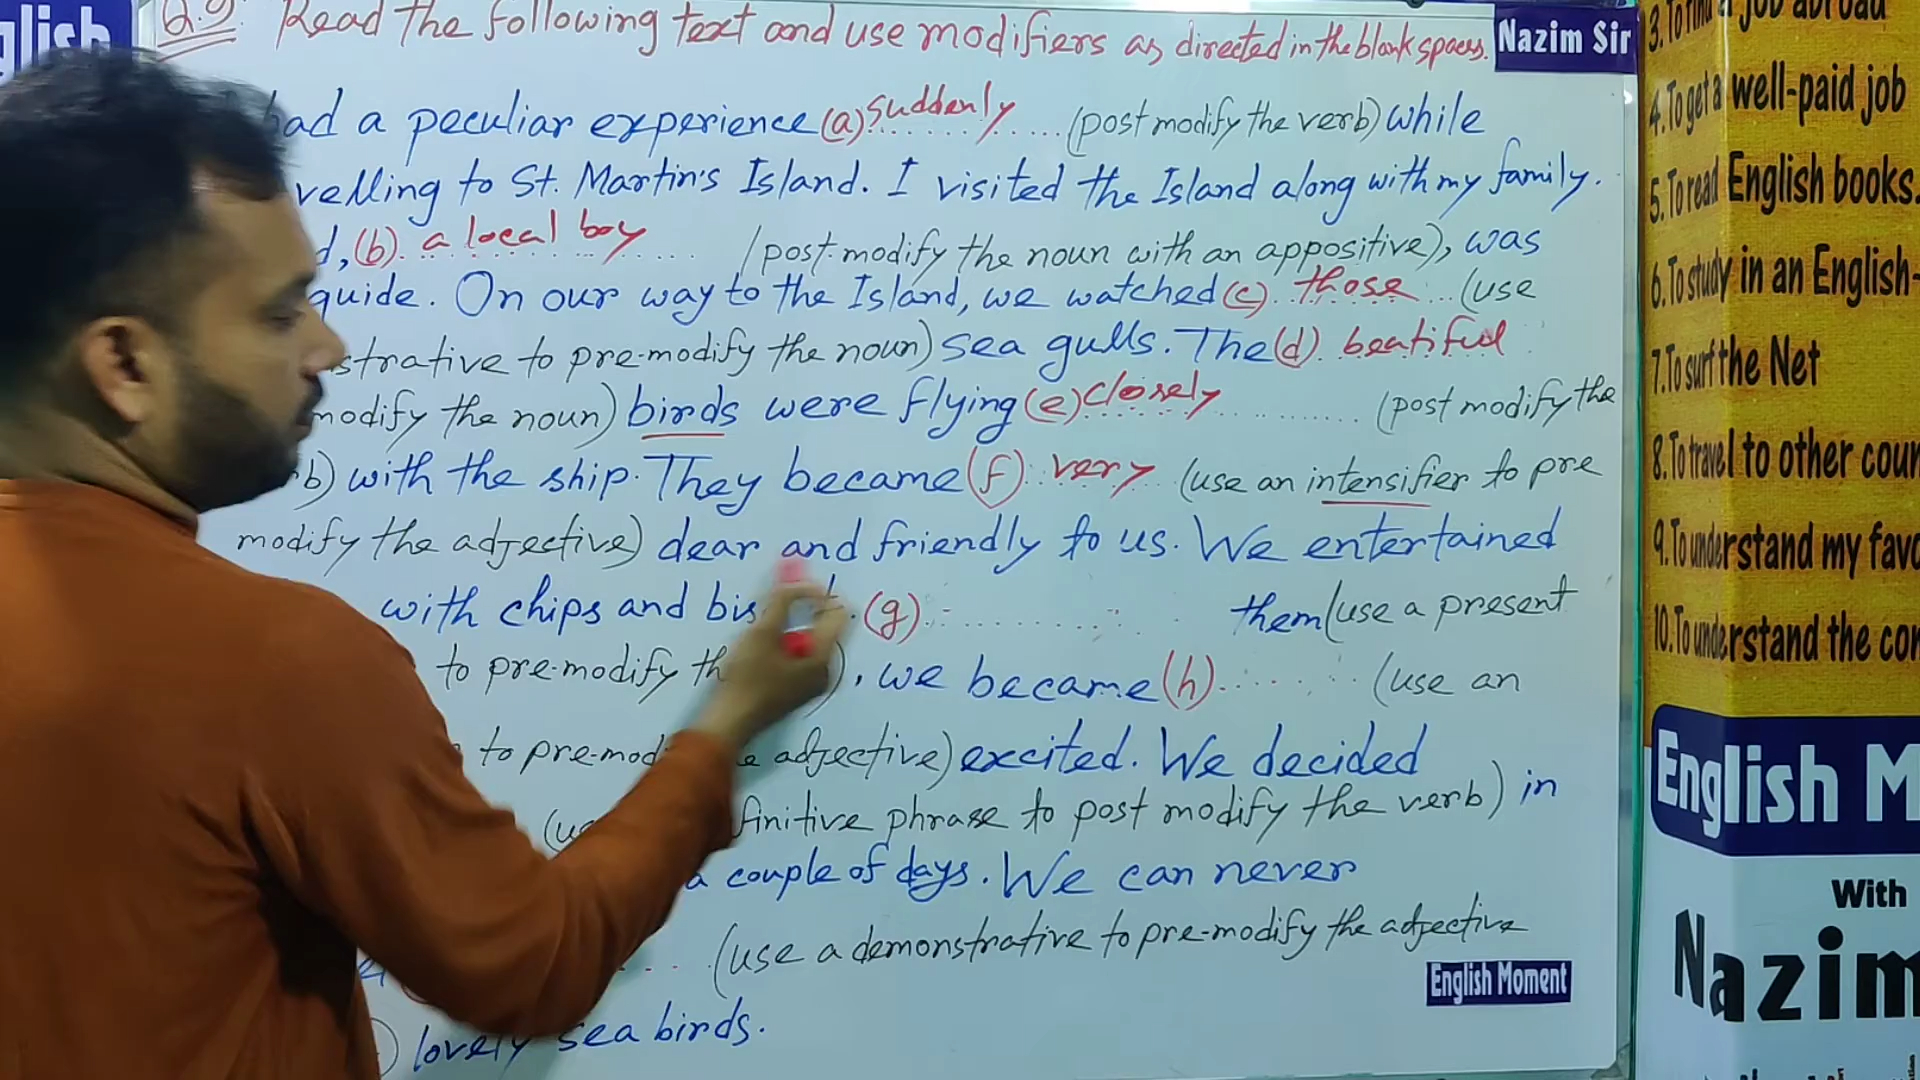 glish
Q.9. Read the following text and use modifiers as directed in the blank spaces.
Nazim Sir
had a peculiar experience (a) suddenly (post modify the verb) while
velling to St. Martin's Island. I visited the Island along with my family.
d, (b). a local boy (post-modify the noun with an appositive), was
guide. On our way to the Island, we watched (c). those (use
strative to pre-modify the noun) sea gulls. The (d). beatiful
modify the noun) birds were flying (e) closely (post modify the
b) with the ship. They became (f) very (use an intensifier to pre
modify the adjective) dear and friendly to us. We entertained
with chips and bis t. (g) them (use a present
to pre-modify th ), we became (h). (use an
to pre-mod e adjective) excited. We decided
(us finitive phrase to post modify the verb) in
a couple of days. We can never
(use a demonstrative to pre-modify the adjective
) lovely sea birds.
English Moment
3. To find a job abroad
4. To get a well-paid job
5. To read English books.
6. To study in an English-
7. To surf the Net
8. To travel to other coun
9. To understand my favo
10. To understand the con
English M
With
Nazim